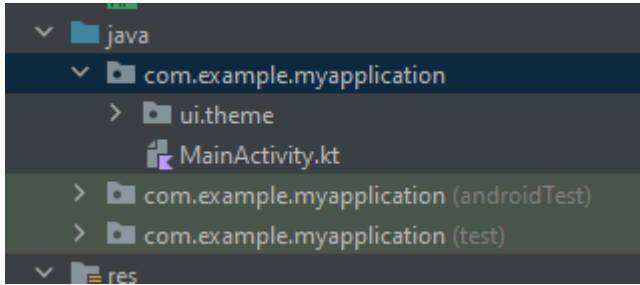 java
com.example.myapplication
ui.theme
MainActivity.kt
com.example.myapplication (androidTest)
com.example.myapplication (test)
res